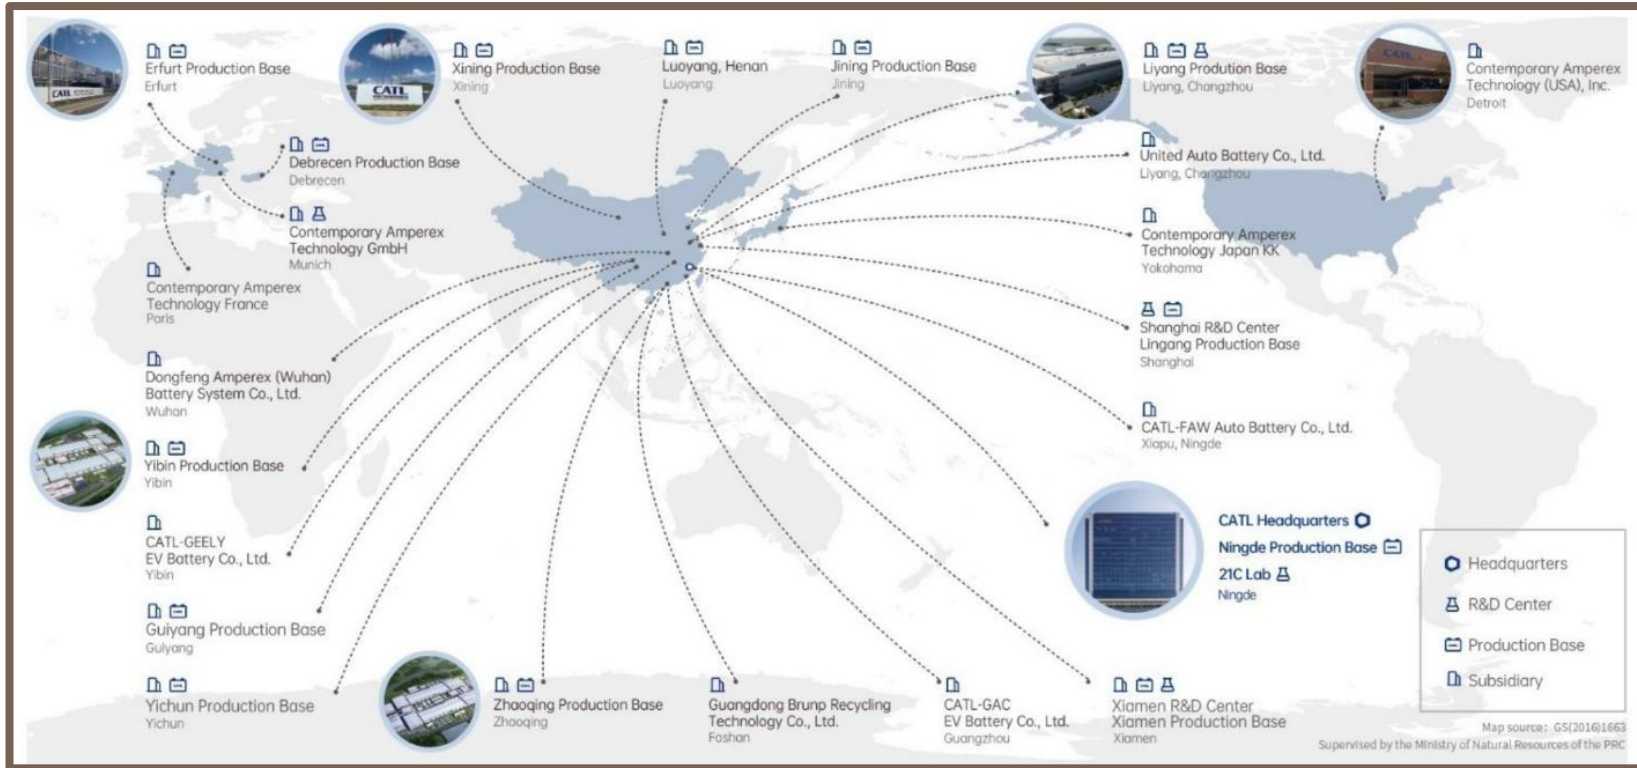 Erfurt Production Base
Erfurt
Xining Production Base
Xining
Luoyang, Henan
Luoyang
Jining Production Base
Jining
Liyang Prodution Base
Liyang, Changzhou
Contemporary Amperex
Technology (USA), Inc.
Detroit
CATL
CATL
CATL
Debrecen Production Base
Debrecen
United Auto Battery Co., Ltd.
Liyang, Changzhou
Contemporary Amperex
Technology GmbH
Munich
Contemporary Amperex
Technology Japan KK
Yokohama
Contemporary Amperex
Technology France
Paris
Shanghai R&D Center
Lingang Production Base
Shanghai
Dongfeng Amperex (Wuhan)
Battery System Co., Ltd.
Wuhan
CATL-FAW Auto Battery Co., Ltd.
Xiapu, Ningde
Yibin Production Base
Yibin
CATL Headquarters
Ningde Production Base
21C Lab
Ningde
CATL-GEELY
EV Battery Co., Ltd.
Yibin
Headquarters
R&D Center
Production Base
Subsidiary
Guiyang Production Base
Guiyang
Yichun Production Base
Yichun
Zhaoqing Production Base
Zhaoqing
Guangdong Brunp Recycling
Technology Co., Ltd.
Foshan
CATL-GAC
EV Battery Co., Ltd.
Guangzhou
Xiamen R&D Center
Xiamen Production Base
Xiamen
Map source: GS(2016)1663
Supervised by the Ministry of Natural Resources of the PRC